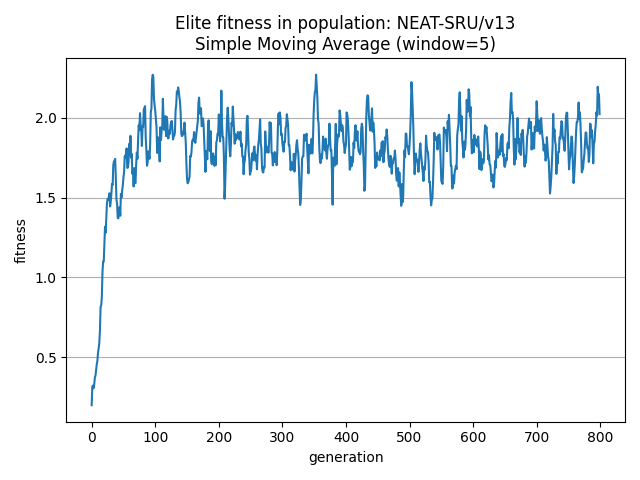 Elite fitness in population: NEAT-SRU/v13
Simple Moving Average (window=5)
fitness
2.0
1.5
1.0
0.5
0 100 200 300 400 500 600 700 800
generation